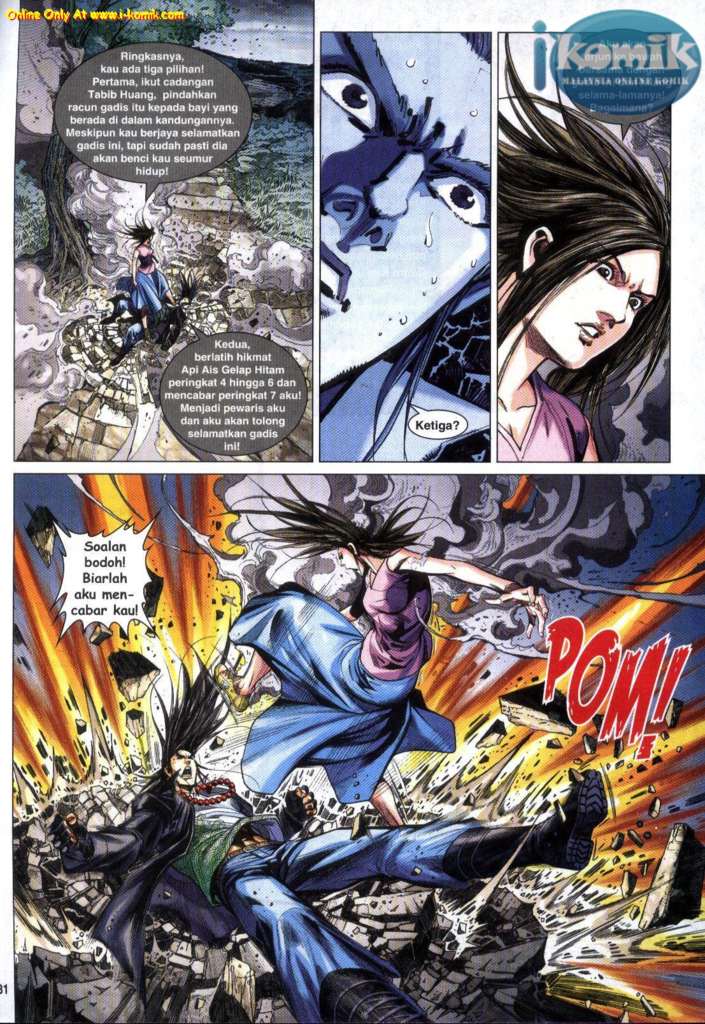 Online Only At www.i-komik.com
Ringkasnya,
kau ada tiga pilihan!
Pertama, ikut cadangan
Tabib Huang, pindahkan
racun gadis itu kepada bayi yang
berada di dalam kandungannya.
Meskipun kau berjaya selamatkan
gadis ini, tapi sudah pasti dia
akan benci kau seumur
hidup!
Kedua,
berlatih hikmat
Api Ais Gelap Hitam
peringkat 4 hingga 6 dan
mencabar peringkat 7 aku!
Menjadi pewaris aku
dan aku akan tolong
selamatkan gadis
ini!
Ketiga?
ikomik
MALAYSIA ONLINE KOMIK
selama-lamanya!
Bagaimana?
Soalan
bodoh!
Biarlah
aku men-
cabar kau!
POM!
31